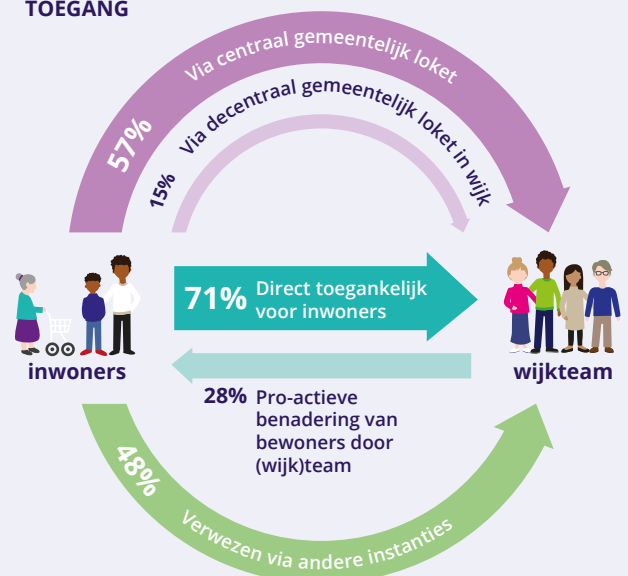 TOEGANG
57% Via centraal gemeentelijk loket
15% Via decentraal gemeentelijk loket in wijk
71% Direct toegankelijk
voor inwoners
inwoners
wijkteam
28% Pro-actieve
benadering van
bewoners door
(wijk)team
48% Verwezen via andere instanties